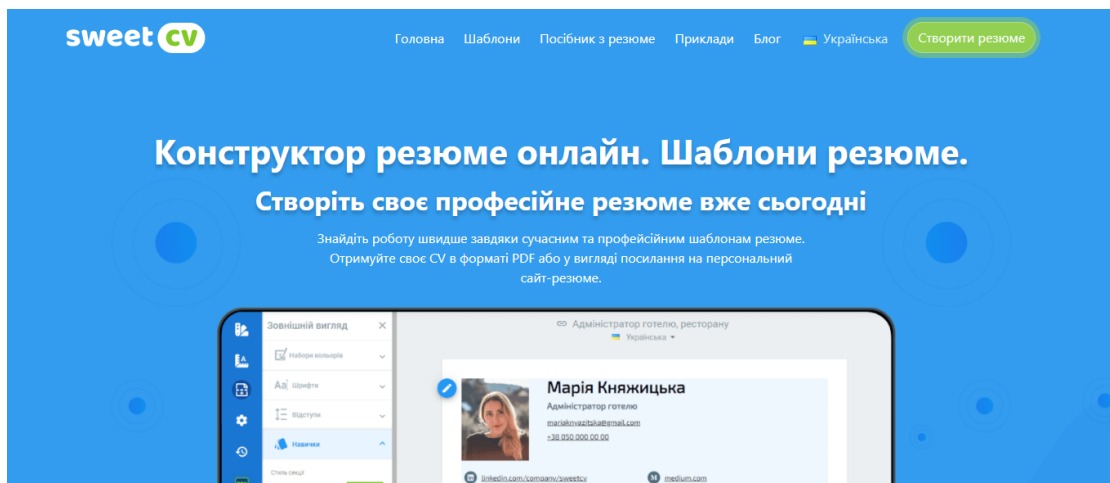 sweet cv
Головна Шаблони Посібник з резюме Приклади Блог Українська Створити резюме
Конструктор резюме онлайн. Шаблони резюме.
Створіть своє професійне резюме вже сьогодні
Знайдіть роботу швидше завдяки сучасним та профейсійним шаблонам резюме.
Отримуйте своє CV в форматі PDF або у вигляді посилання на персональний
сайт-резюме.
Зовнішній вигляд
Адміністратор готелю, ресторану
Українська
Набори кольорів
Aa Шрифти
Відступи
Навички
Стиль секції
Марія Княжицька
Адміністратор готелю
mariaknyazitska@gmail.com
+38 050 000 00 00
linkedin.com/company/sweetcv
medium.com